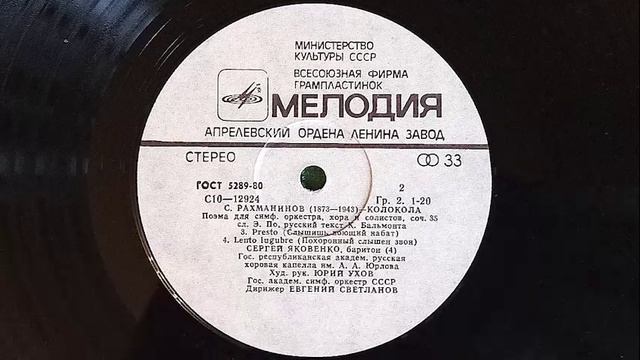 МИНИСТЕРСТВО
КУЛЬТУРЫ СССР
ВСЕСОЮЗНАЯ ФИРМА
ГРАМПЛАСТИНОК
МЕЛОДИЯ
АПРЕЛЕВСКИЙ ОРДЕНА ЛЕНИНА ЗАВОД
СТЕРЕО 33
ГОСТ 5289-80 2
С10—12924 Гр. 2. 1-20
С. РАХМАНИНОВ (1873—1943)—КОЛОКОЛА
Поэма для симф. оркестра, хора и солистов, соч. 35
сл. Э. По, русский текст К. Бальмонта
3. Presto (Слышишь, воющий набат)
4. Lento lugubre (Похоронный слышен звон)
СЕРГЕЙ ЯКОВЕНКО, баритон (4)
Гос. республиканская академ. русская
хоровая капелла им. А. А. Юрлова
Худ. рук. ЮРИЙ УХОВ
Гос. академ. симф. оркестр СССР
Дирижер ЕВГЕНИЙ СВЕТЛАНОВ